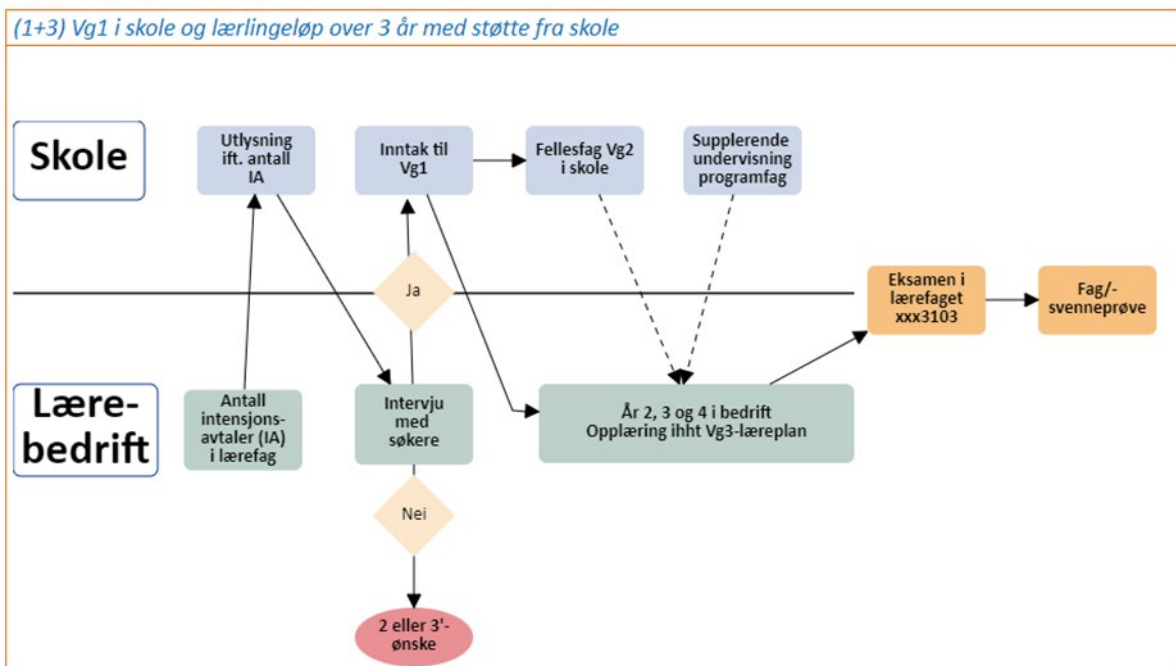 (1+3) Vg1 i skole og lærlingeløp over 3 år med støtte fra skole
Skole
Utlysning
ift. antall
IA
Inntak til
Vg1
Fellesfag Vg2
i skole
Supplerende
undervisning
programfag
Ja
Eksamen i
lærefaget
xxx3103
Fag/-
svenneprøve
Lære-
bedrift
Antall
intensjons-
avtaler (IA)
i lærefag
Intervju
med
søkere
År 2, 3 og 4 i bedrift
Opplæring ihht Vg3-læreplan
Nei
2 eller 3'-
ønske